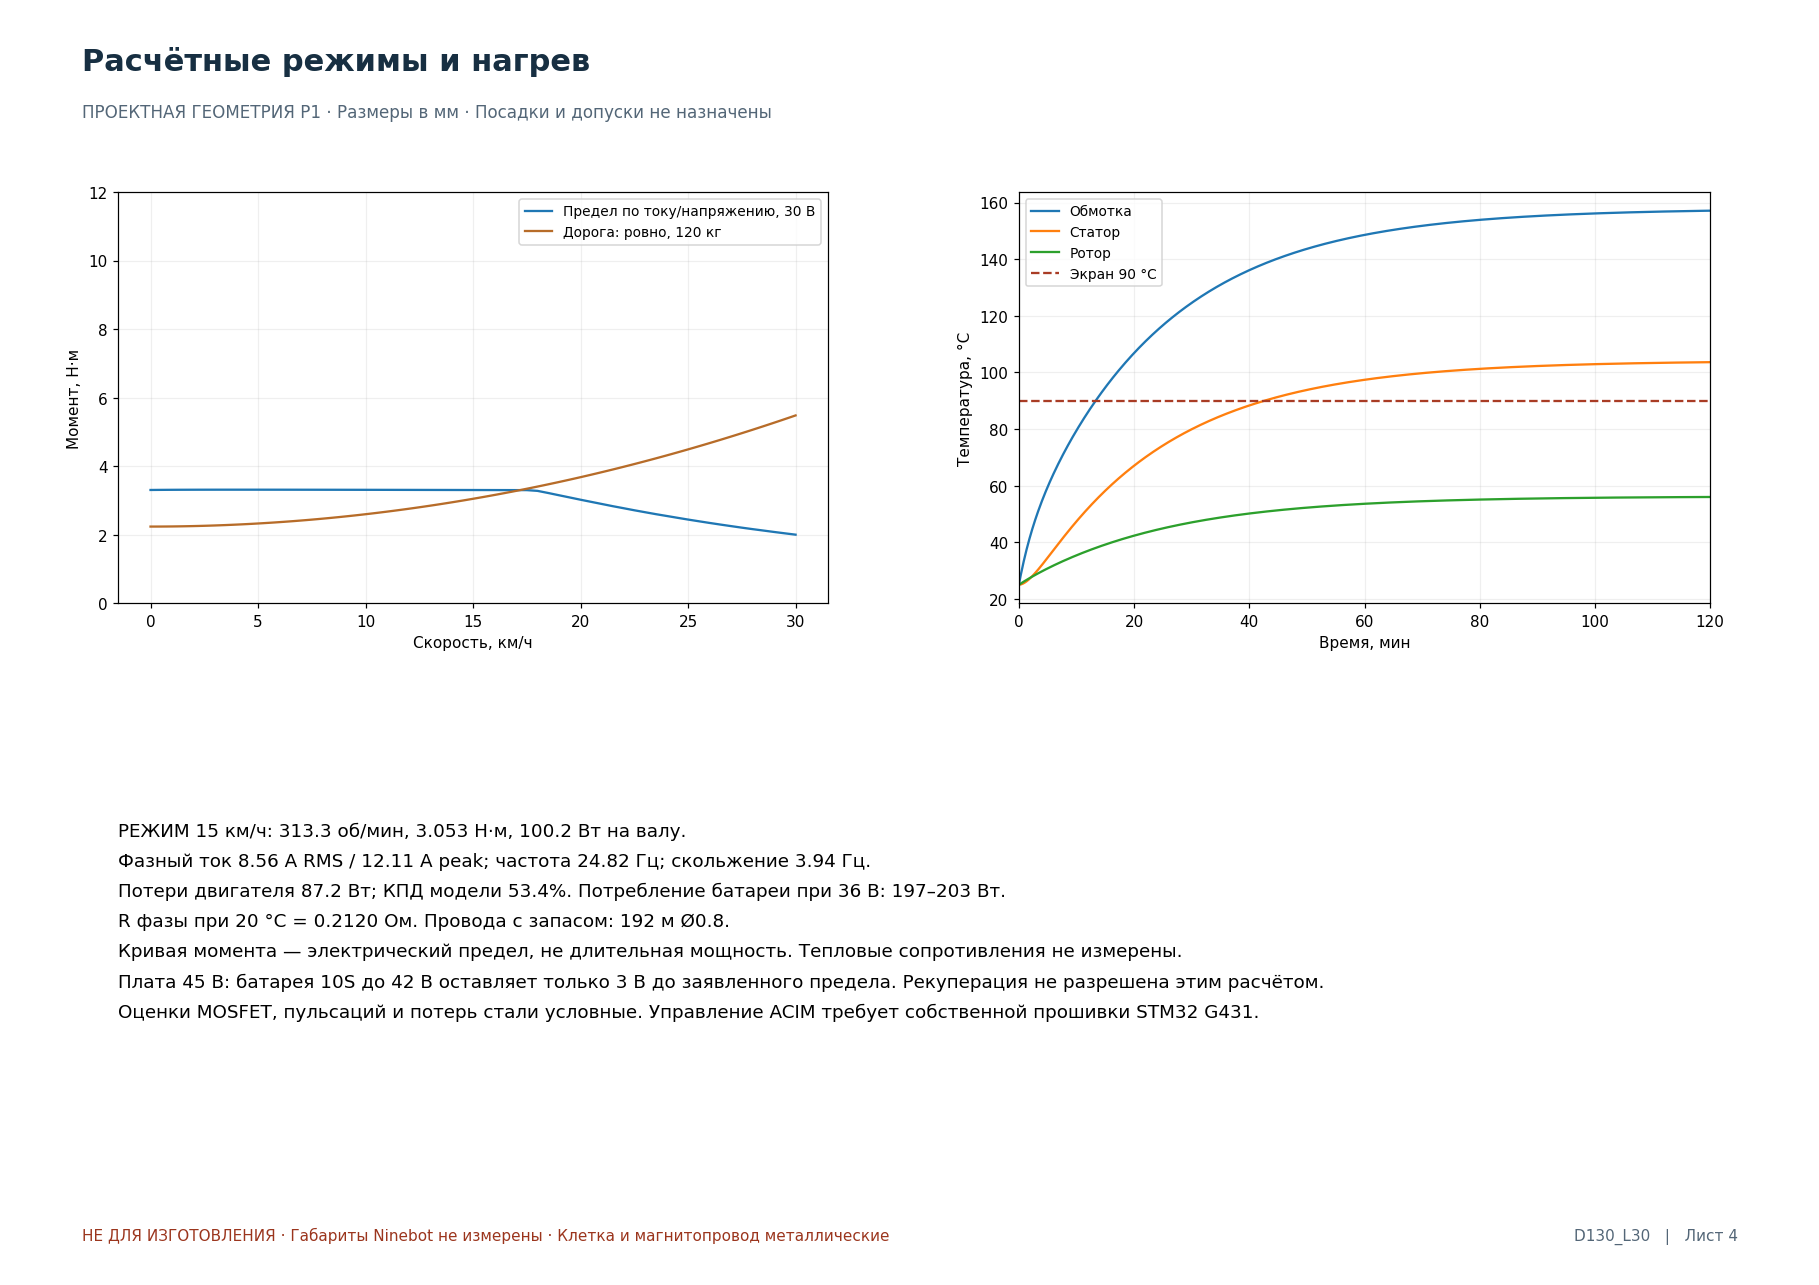 Расчётные режимы и нагрев
ПРОЕКТНАЯ ГЕОМЕТРИЯ P1 · Размеры в мм · Посадки и допуски не назначены
12
10
8
6
4
2
0
Момент, Н·м
0
5
10
15
20
25
30
Скорость, км/ч
Предел по току/напряжению, 30 В
Дорога: ровно, 120 кг
160
140
120
100
80
60
40
20
Температура, °C
0
20
40
60
80
100
120
Время, мин
Обмотка
Статор
Ротор
Экран 90 °C
РЕЖИМ 15 км/ч: 313.3 об/мин, 3.053 Н·м, 100.2 Вт на валу.
Фазный ток 8.56 A RMS / 12.11 A peak; частота 24.82 Гц; скольжение 3.94 Гц.
Потери двигателя 87.2 Вт; КПД модели 53.4%. Потребление батареи при 36 В: 197–203 Вт.
R фазы при 20 °C = 0.2120 Ом. Провода с запасом: 192 м Ø0.8.
Кривая момента — электрический предел, не длительная мощность. Тепловые сопротивления не измерены.
Плата 45 В: батарея 10S до 42 В оставляет только 3 В до заявленного предела. Рекуперация не разрешена этим расчётом.
Оценки MOSFET, пульсаций и потерь стали условные. Управление ACIM требует собственной прошивки STM32 G431.
НЕ ДЛЯ ИЗГОТОВЛЕНИЯ · Габариты Ninebot не измерены · Клетка и магнитопровод металлические
D130_L30 | Лист 4